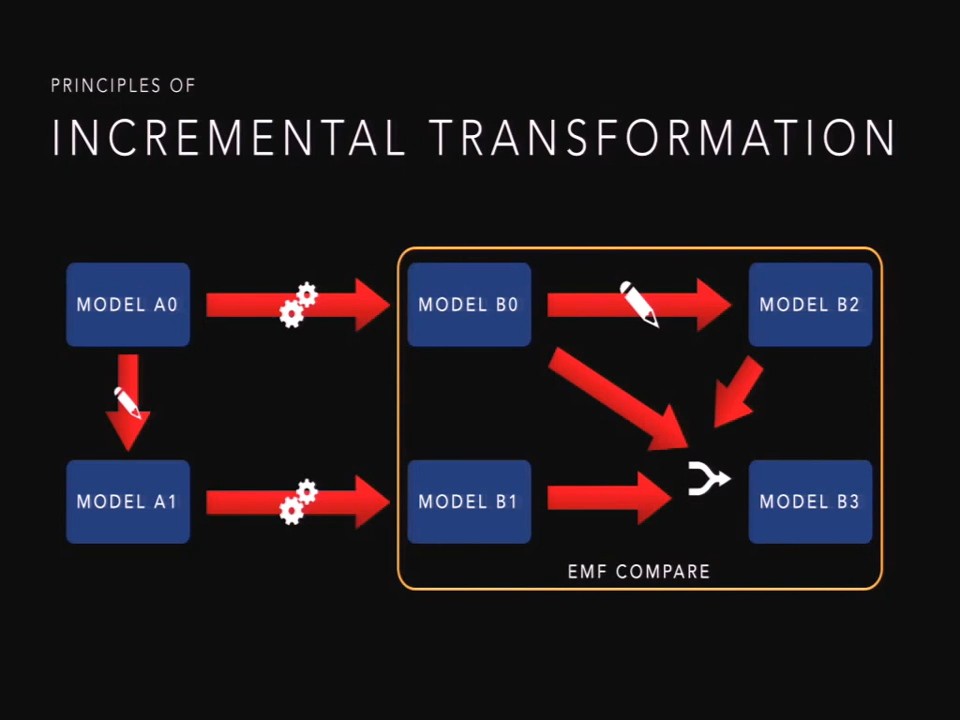 PRINCIPLES OF
INCREMENTAL TRANSFORMATION
MODEL A0
MODEL B0
MODEL B2
MODEL A1
MODEL B1
MODEL B3
EMF COMPARE